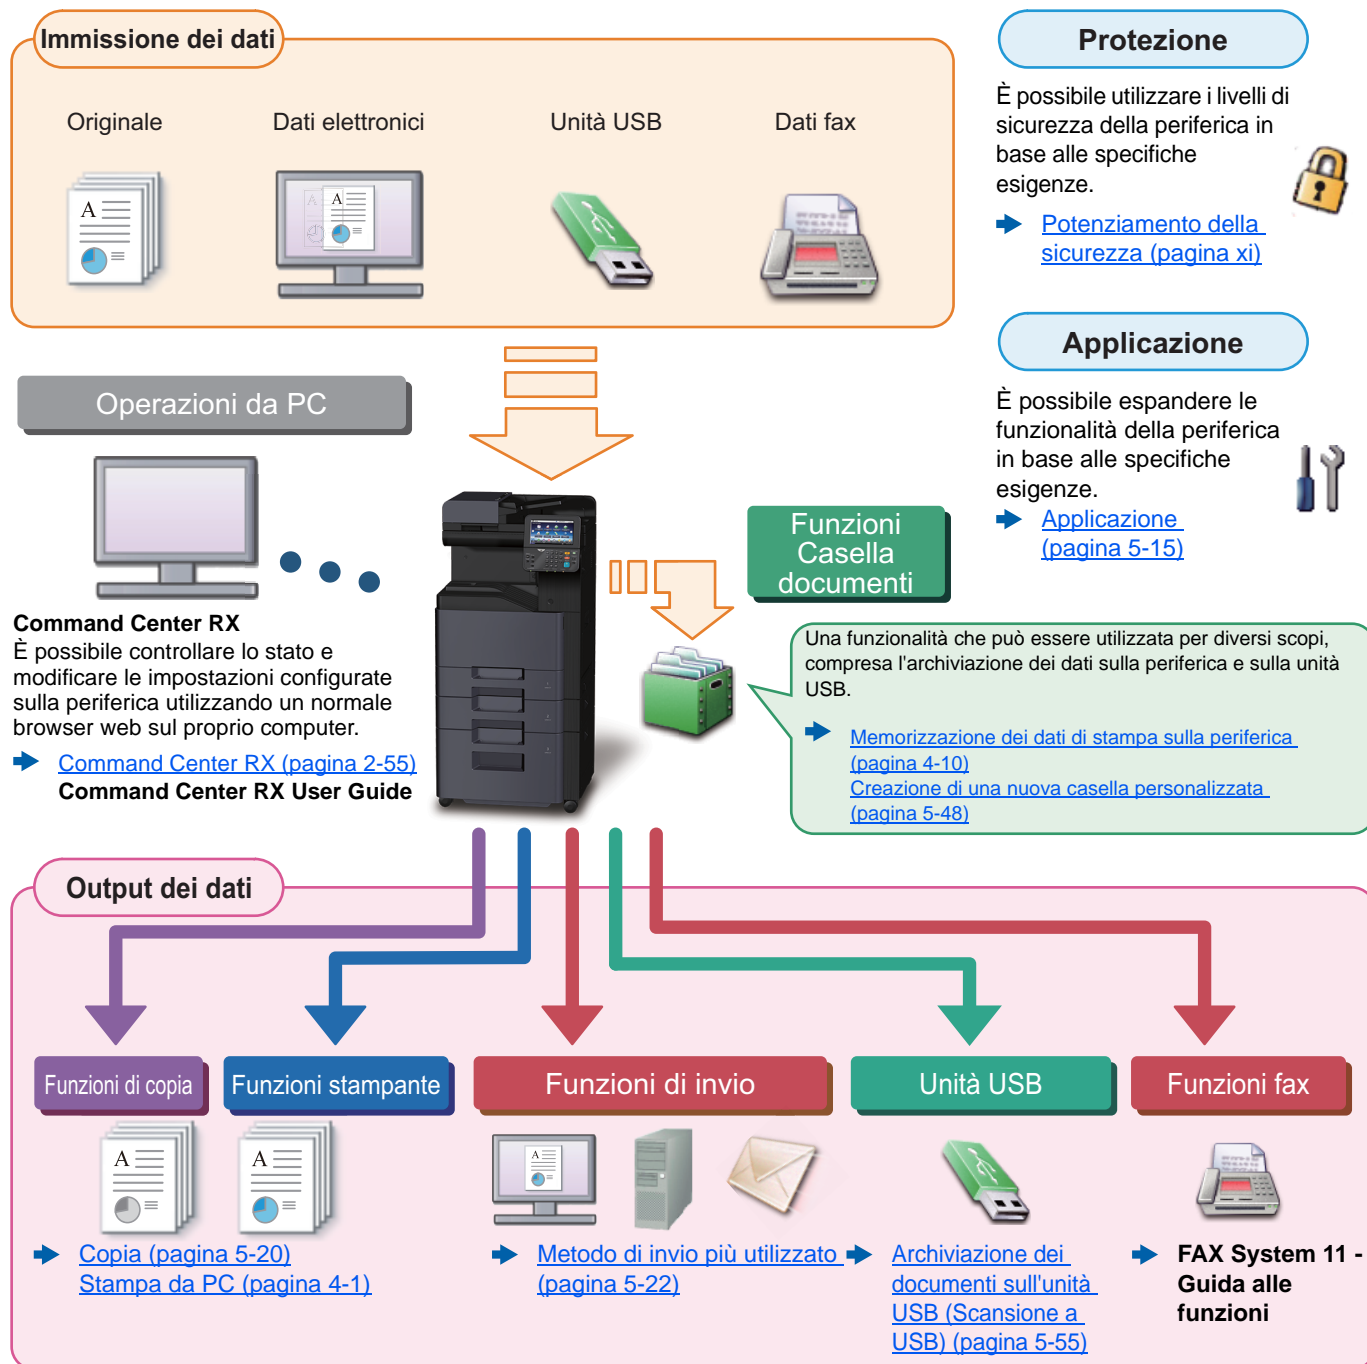 Immissione dei dati
Originale
Dati elettronici
Unità USB
Dati fax
Protezione
È possibile utilizzare i livelli di
sicurezza della periferica in
base alle specifiche
esigenze.
Potenziamento della
sicurezza (pagina xi)
Applicazione
È possibile espandere le
funzionalità della periferica
in base alle specifiche
esigenze.
Applicazione
(pagina 5-15)
Operazioni da PC
Command Center RX
È possibile controllare lo stato e
modificare le impostazioni configurate
sulla periferica utilizzando un normale
browser web sul proprio computer.
Command Center RX (pagina 2-55)
Command Center RX User Guide
Funzioni
Casella
documenti
Una funzionalità che può essere utilizzata per diversi scopi,
compresa l'archiviazione dei dati sulla periferica e sulla unità
USB.
Memorizzazione dei dati di stampa sulla periferica
(pagina 4-10)
Creazione di una nuova casella personalizzata
(pagina 5-48)
Output dei dati
Funzioni di copia
Funzioni stampante
Funzioni di invio
Unità USB
Funzioni fax
Copia (pagina 5-20)
Stampa da PC (pagina 4-1)
Metodo di invio più utilizzato
(pagina 5-22)
Archiviazione dei
documenti sull'unità
USB (Scansione a
USB) (pagina 5-55)
FAX System 11 -
Guida alle
funzioni